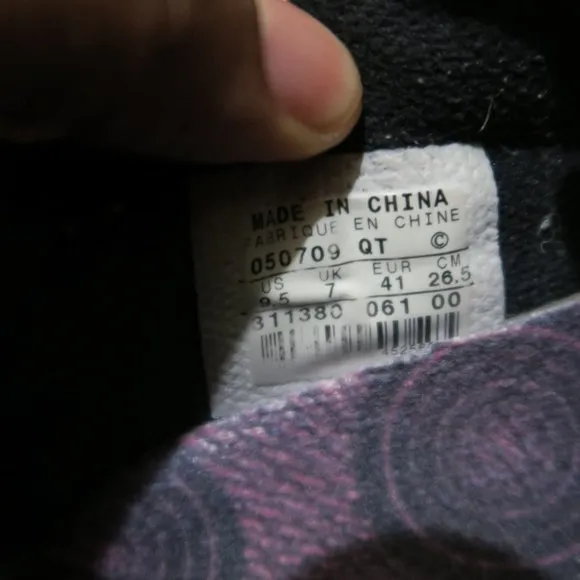 MADE IN CHINA
FABRIQUE EN CHINE
050709 QT ©
US UK EUR CM
9.5 7 41 26.5
311380 061 00